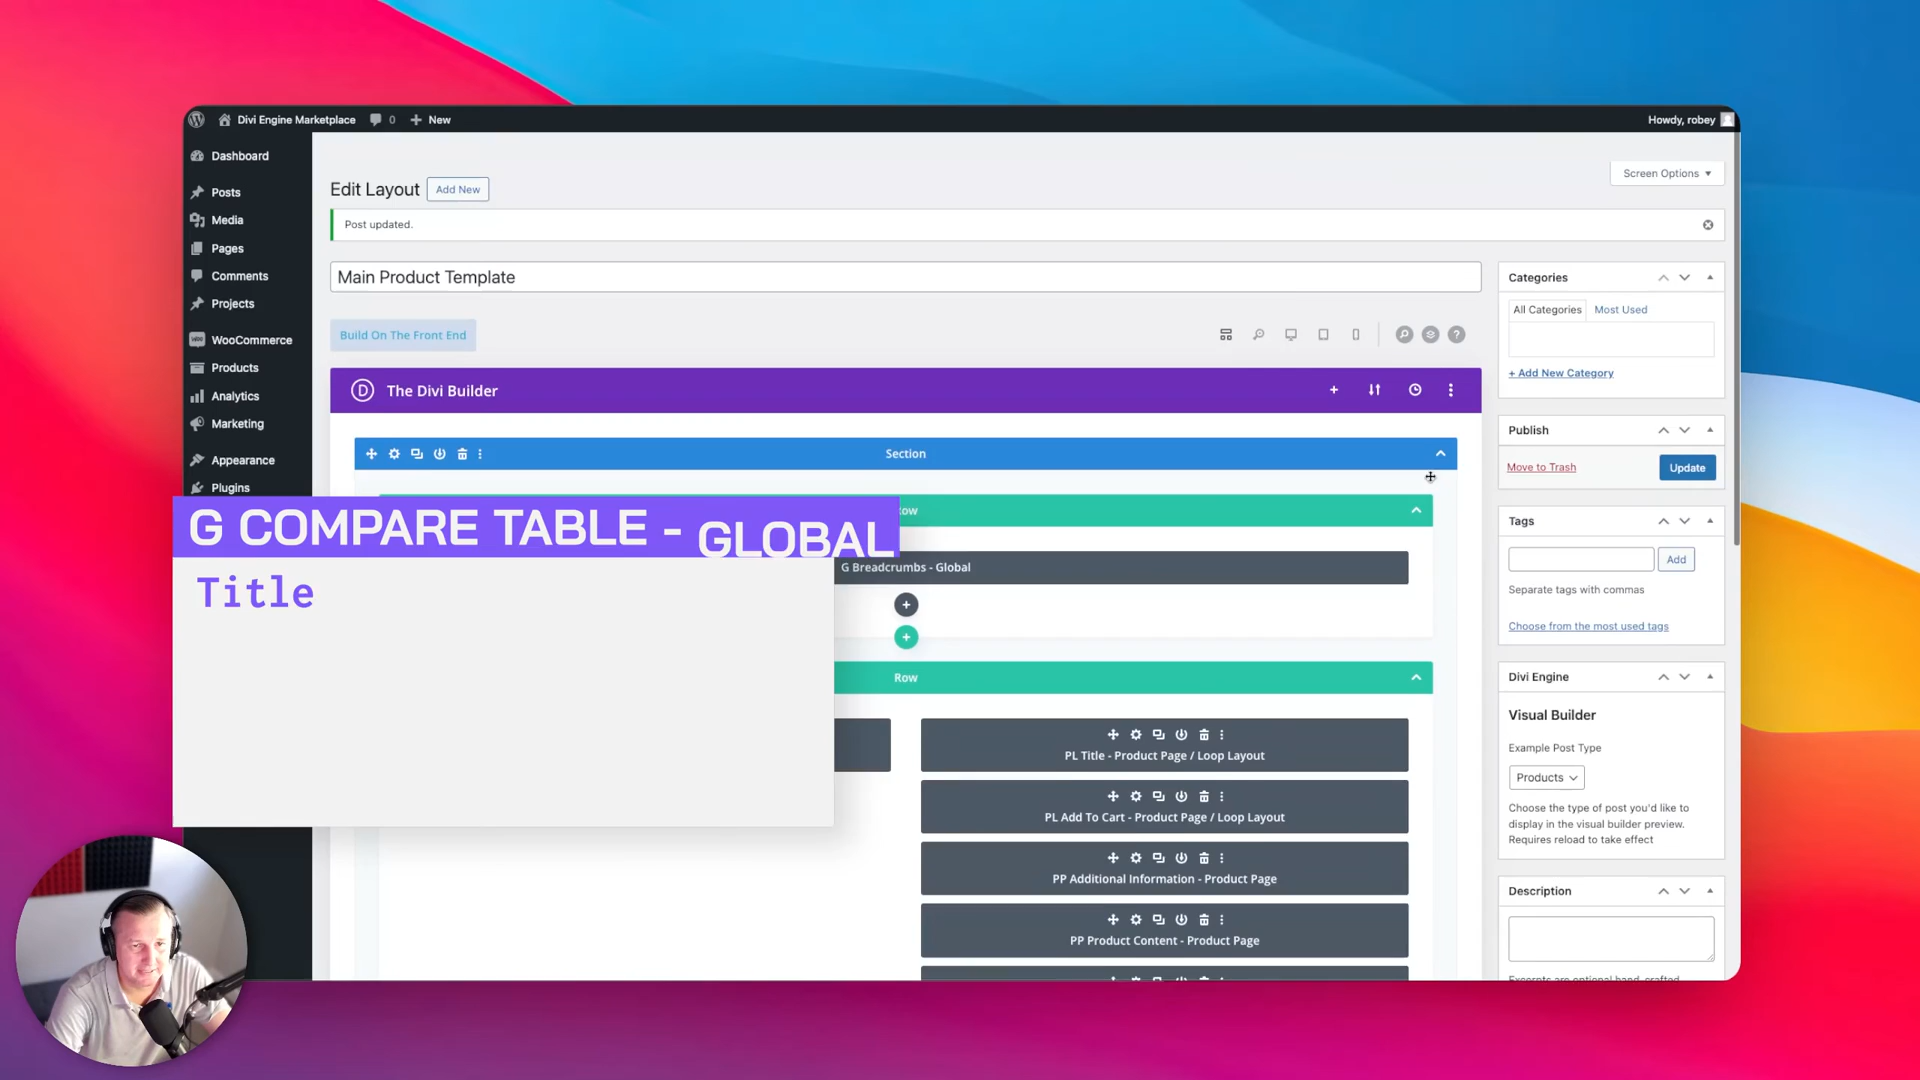 Divi Engine Marketplace 0 New
Howdy, robey
Dashboard
Posts
Media
Pages
Comments
Projects
WooCommerce
Products
Analytics
Marketing
Appearance
Plugins
Screen Options
Edit Layout Add New
Post updated.
Main Product Template
Build On The Front End
The Divi Builder
Section
G COMPARE TABLE - GLOBAL
Title
G Breadcrumbs - Global
Row
PL Title - Product Page / Loop Layout
PL Add To Cart - Product Page / Loop Layout
PP Additional Information - Product Page
PP Product Content - Product Page
Categories
All Categories Most Used
+ Add New Category
Publish
Move to Trash Update
Tags
Add
Separate tags with commas
Choose from the most used tags
Divi Engine
Visual Builder
Example Post Type
Products
Choose the type of post you'd like to
display in the visual builder preview.
Requires reload to take effect
Description